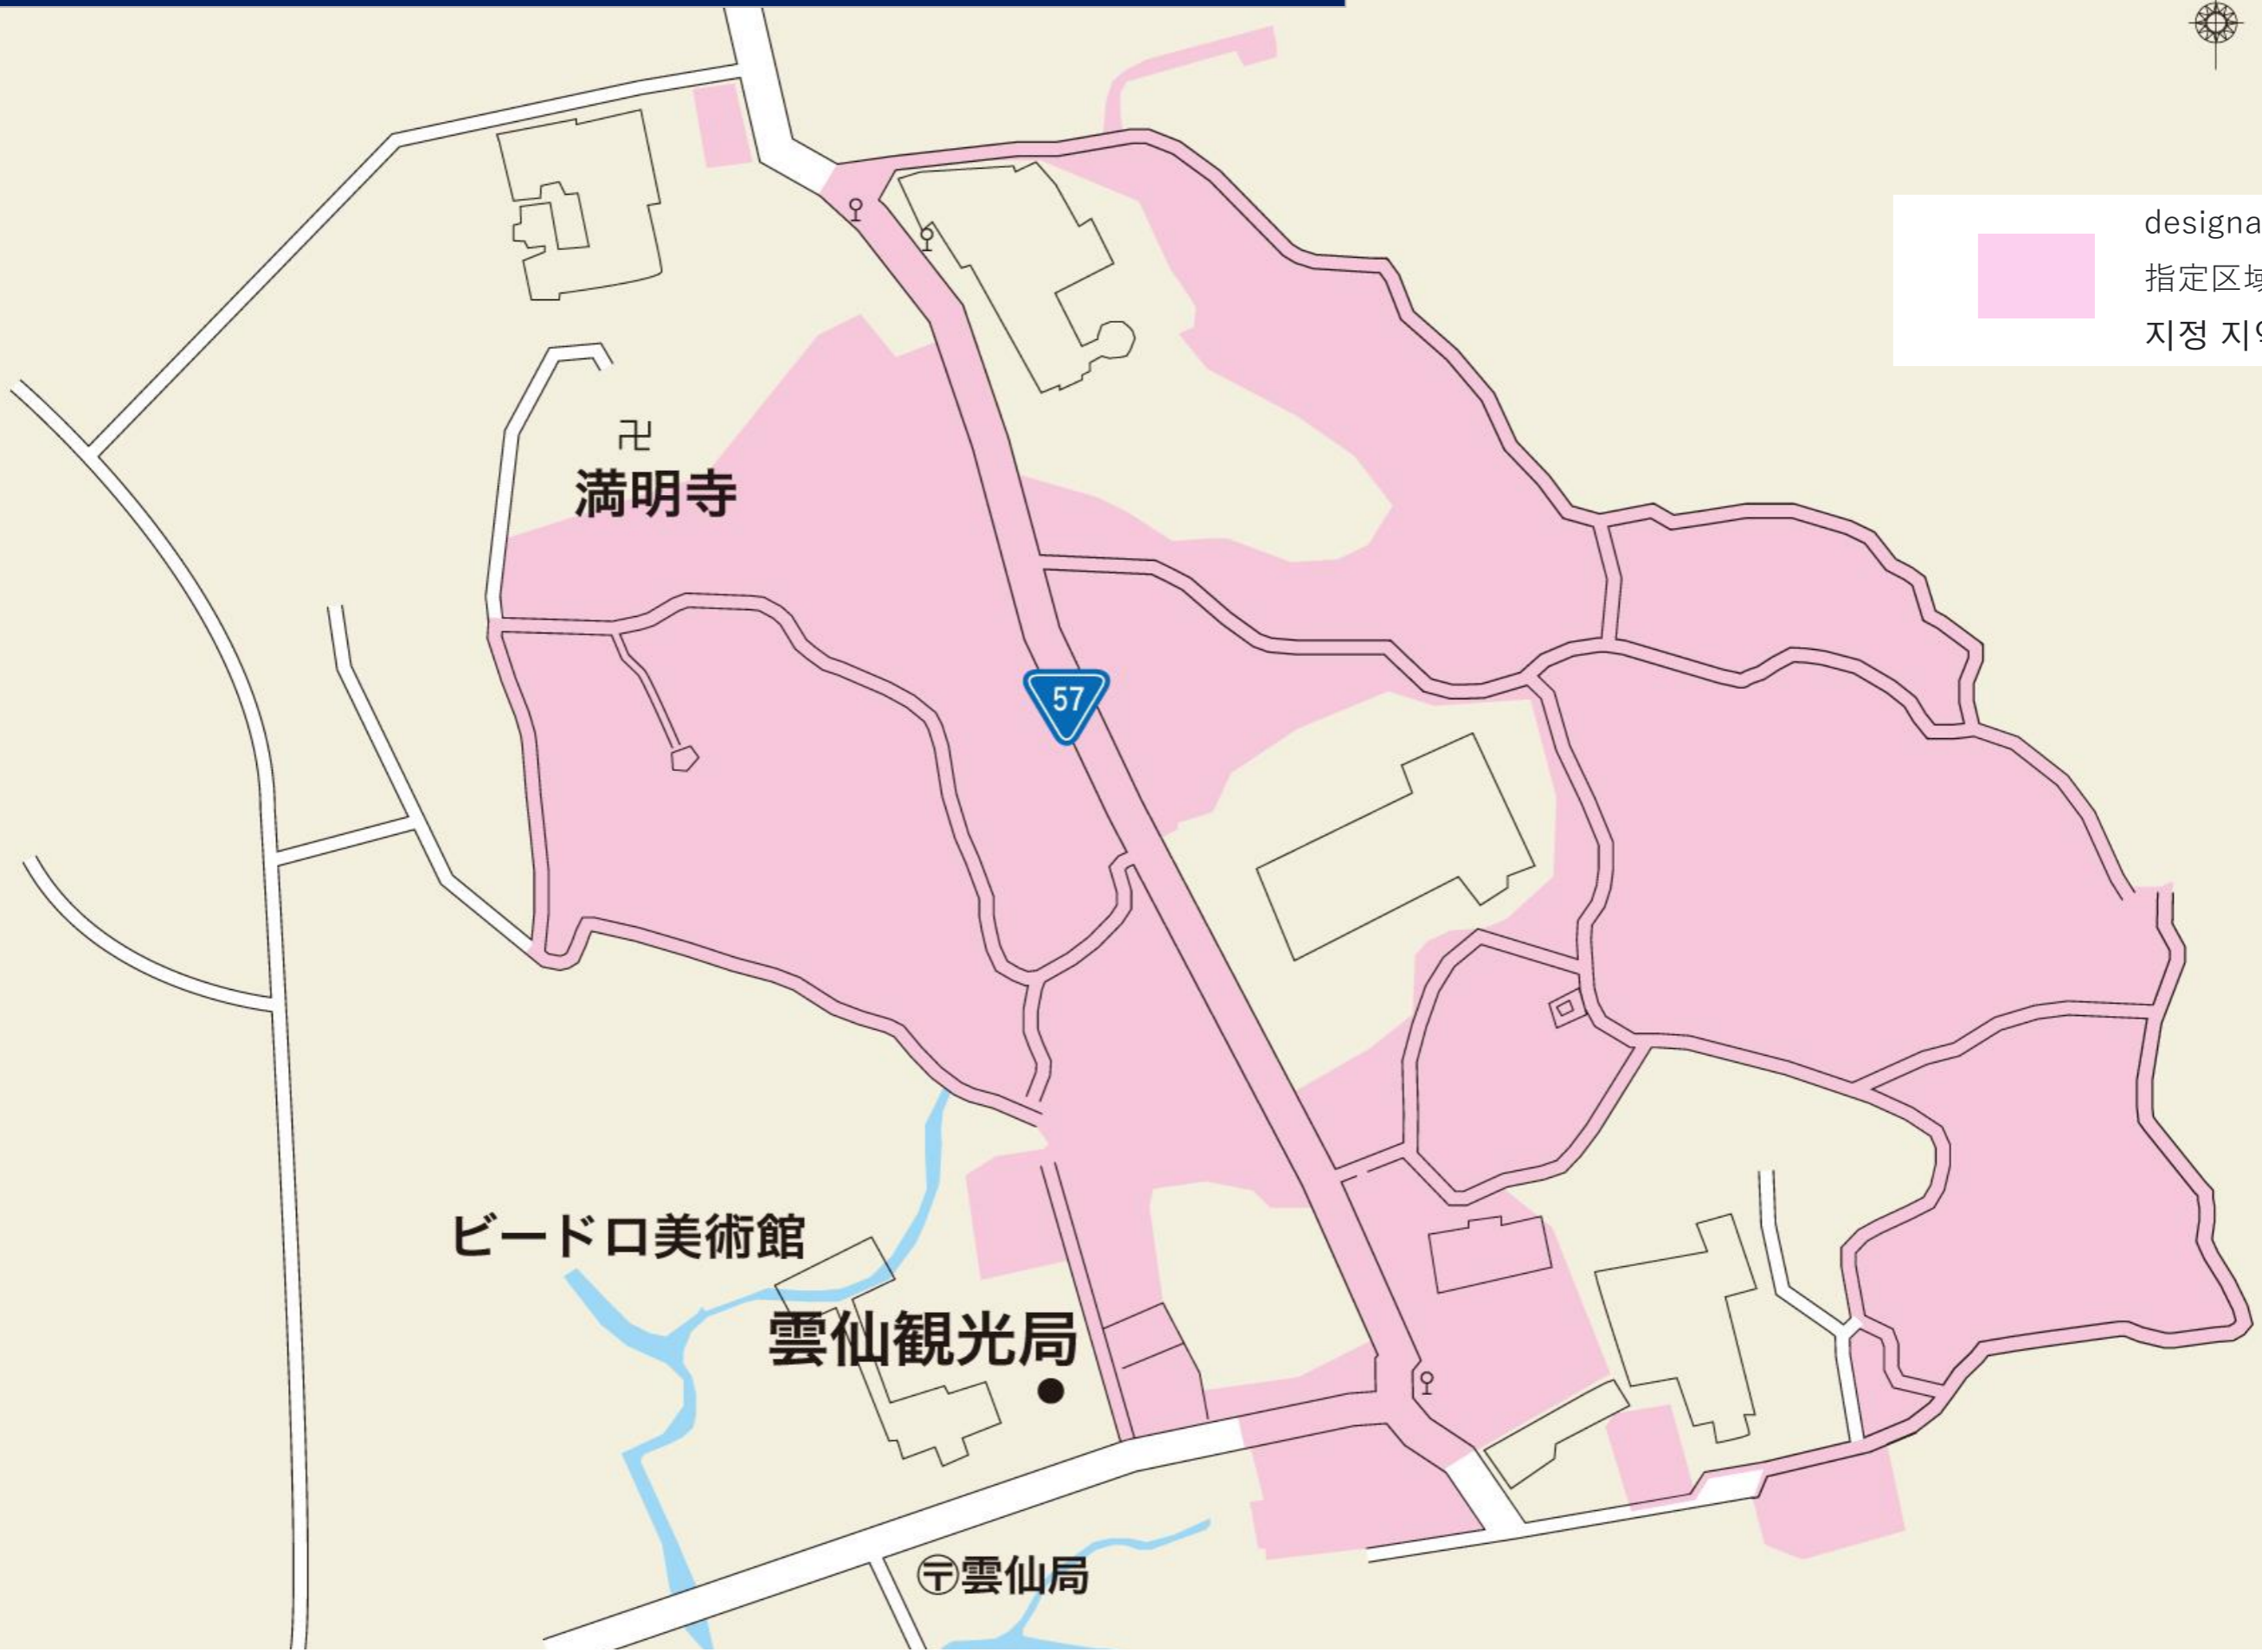 designa
指定区域
지정 지역
卍
満明寺
57
ビードロ美術館
雲仙観光局
〶雲仙局